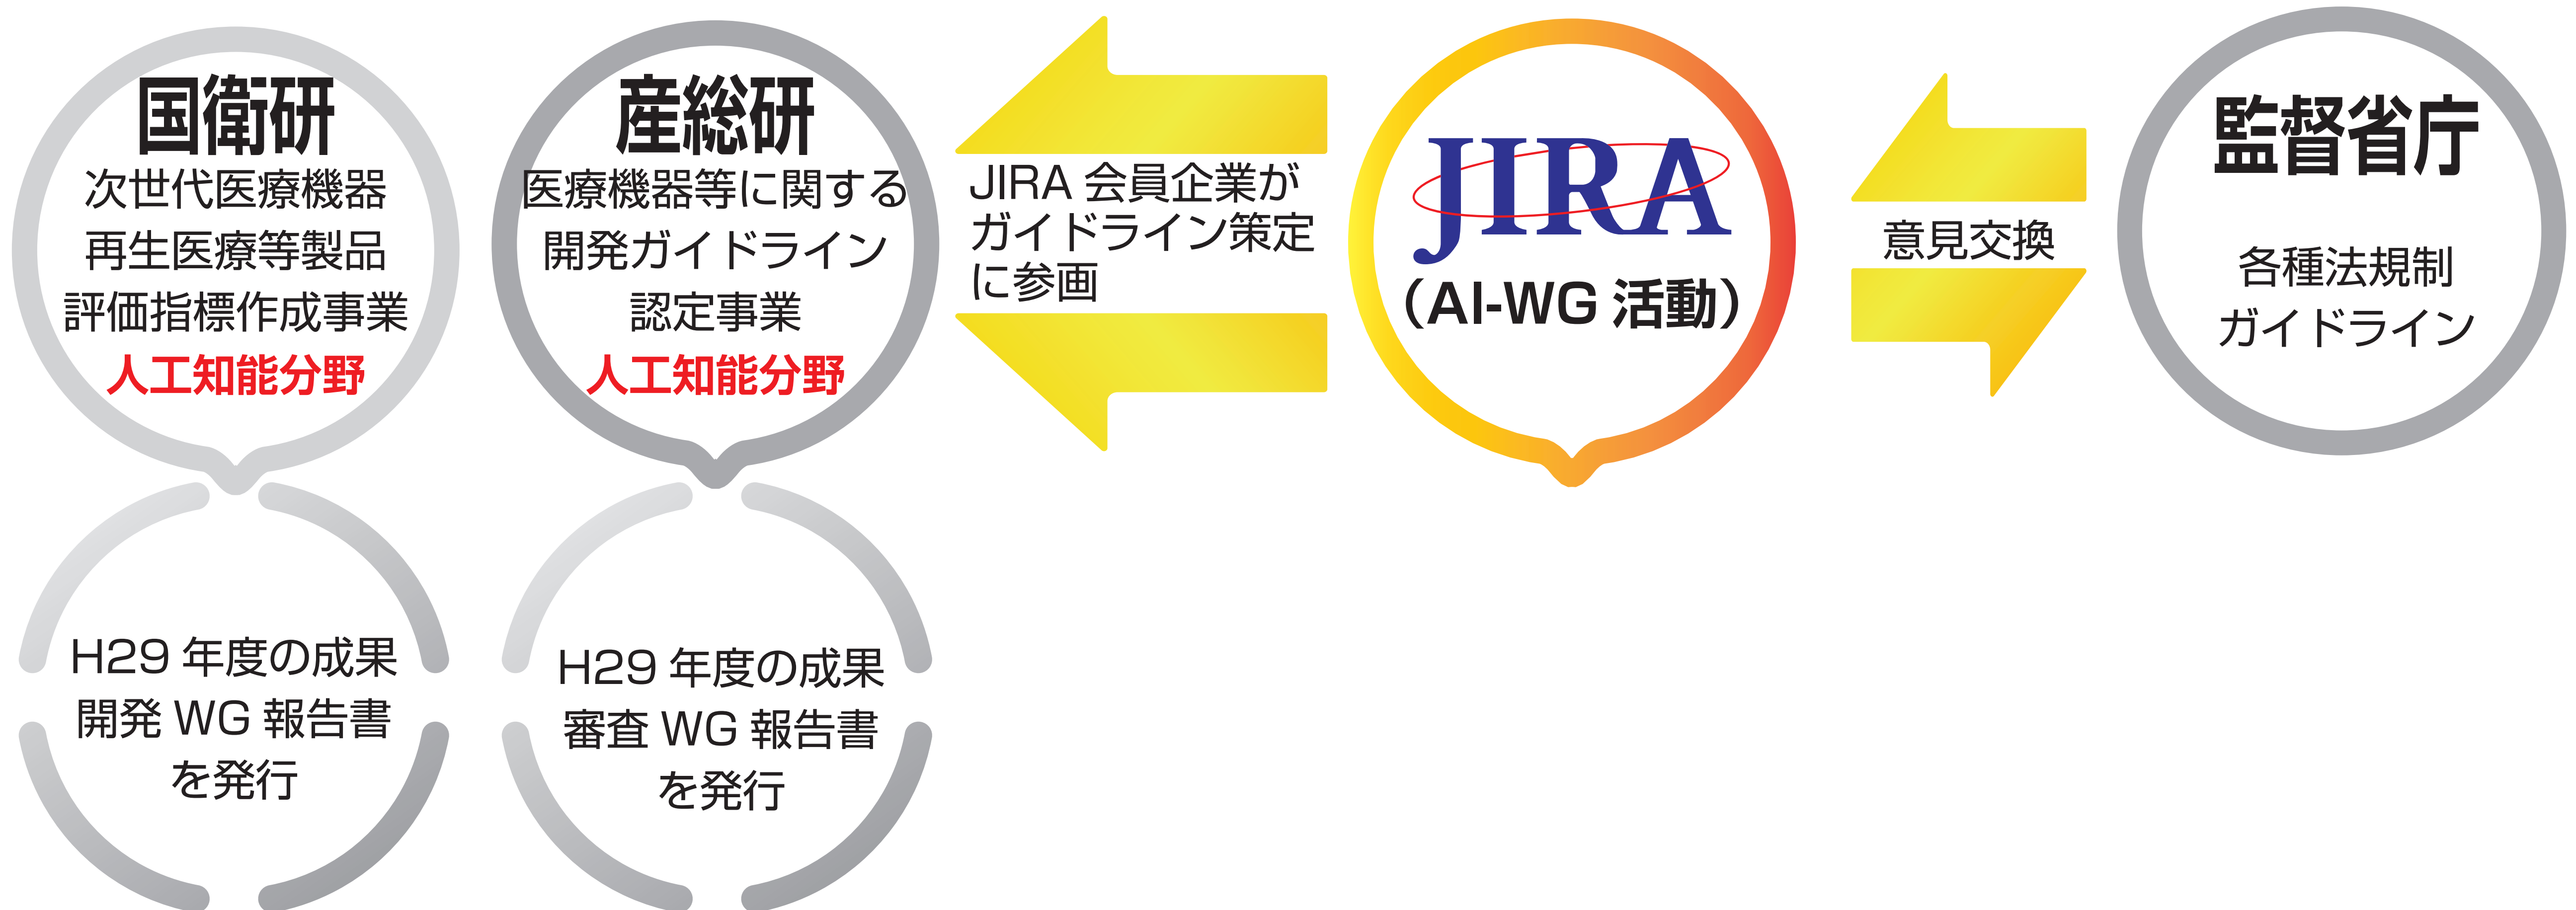 国衛研
次世代医療機器
再生医療等製品
評価指標作成事業
人工知能分野
H29 年度の成果
開発 WG 報告書
を発行
産総研
医療機器等に関する
開発ガイドライン
認定事業
人工知能分野
H29 年度の成果
審査 WG 報告書
を発行
JIRA 会員企業が
ガイドライン策定
に参画
JIRA
（AI-WG 活動）
意見交換
監督省庁
各種法規制
ガイドライン